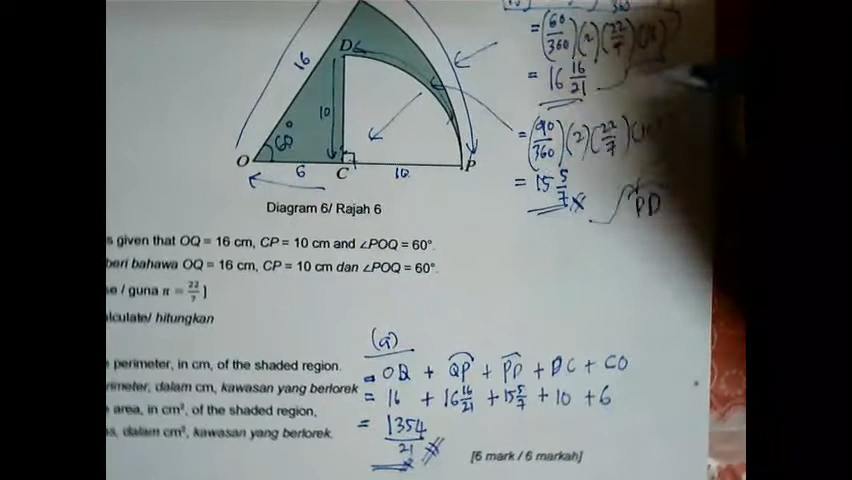 360
= (60/360)(2)(22/7)(16)
= 16 16/21
= (90/360)(2)(22/7)(10)
= 15 5/7
PD
16
D
10
60°
O
6
C
10
P
Diagram 6/ Rajah 6
s given that OQ = 16 cm, CP = 10 cm and ∠POQ = 60°.
beri bahawa OQ = 16 cm, CP = 10 cm dan ∠POQ = 60°.
se / guna π = 22/7 ]
lculate/ hitungkan
(a)
perimeter, in cm, of the shaded region.
= OQ + QP + PD + DC + CO
rimeter, dalam cm, kawasan yang berlorek
= 16 + 16 16/21 + 15 5/7 + 10 + 6
area, in cm², of the shaded region,
= 1354/21
s, dalam cm², kawasan yang berlorek.
[6 mark / 6 markah]